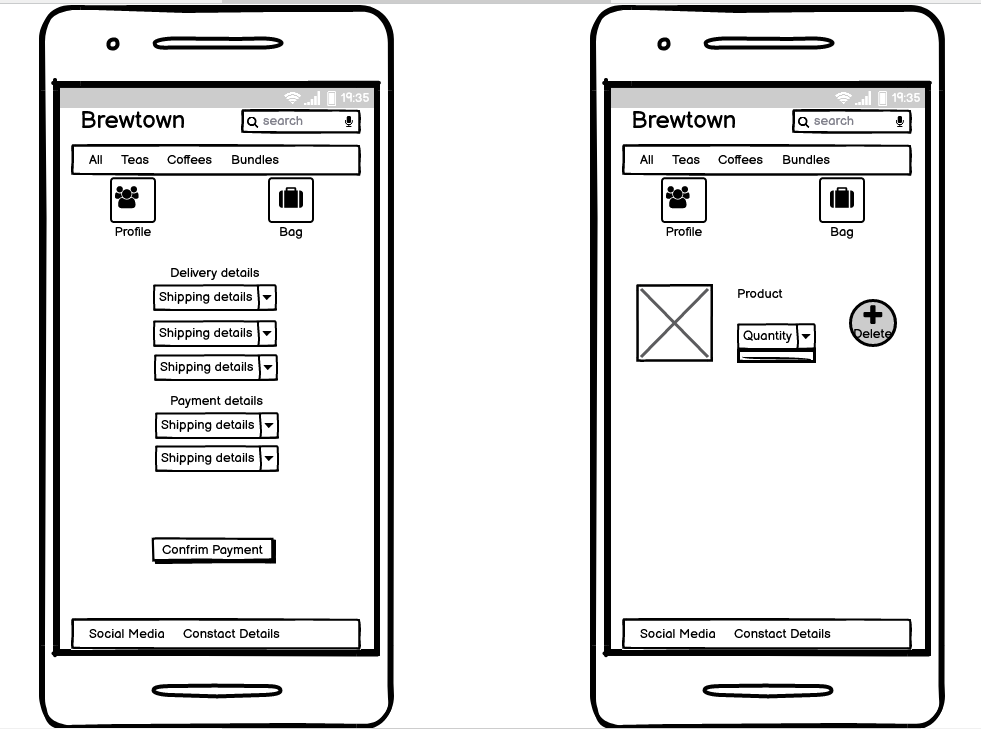 19:35
Brewtown
search
All Teas Coffees Bundles
Profile Bag
Delivery details
Shipping details
Shipping details
Shipping details
Payment details
Shipping details
Shipping details
Confrim Payment
Social Media Constact Details
19:35
Brewtown
search
All Teas Coffees Bundles
Profile Bag
Product
Quantity
Delete
Social Media Constact Details